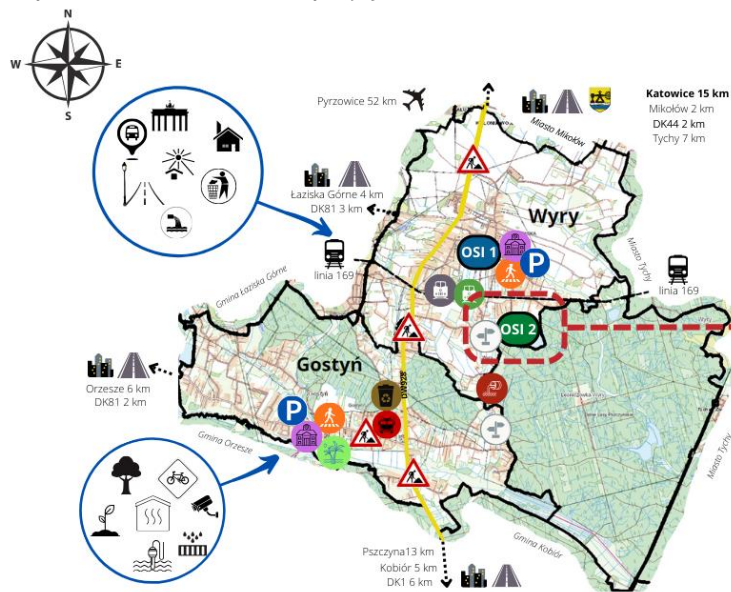 N
W
E
S
Pyrzowice 52 km
Katowice 15 km
Mikołów 2 km
DK44 2 km
Tychy 7 km
Miasto Mikołów
Łaziska Górne 4 km
DK81 3 km
Wyry
OSI 1
P
linia 169
linia 169
Miasto Tychy
Gmina Łaziska Górne
OSI 2
Gostyń
DW928
Orzesze 6 km
DK81 2 km
P
Gmina Orzesze
Miasto Tychy
Gmina Kobiór
Pszczyna13 km
Kobiór 5 km
DK1 6 km